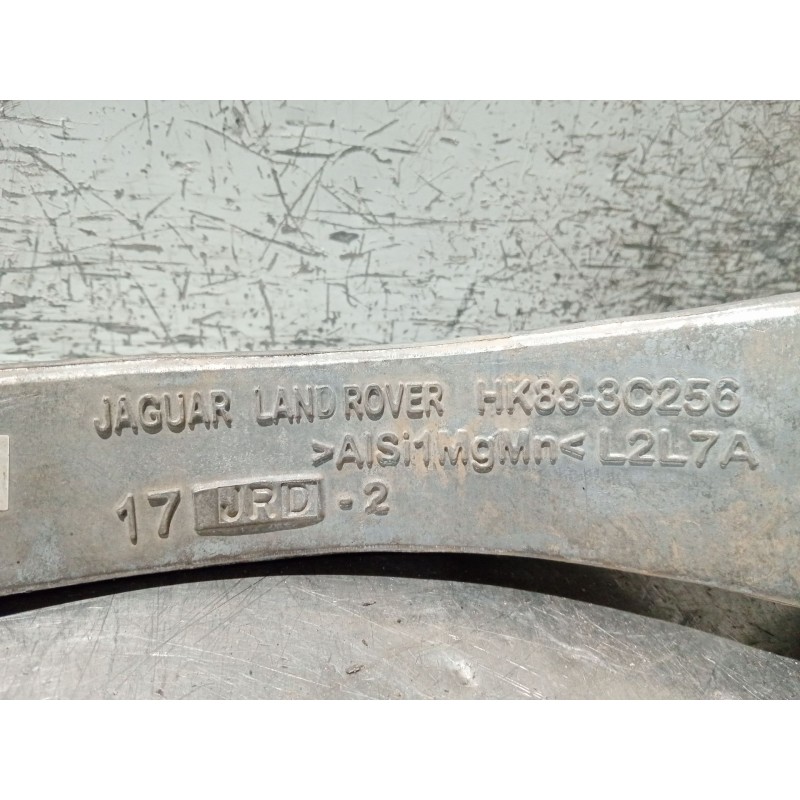 JAGUAR LAND ROVER HK83-3C256
>AlSi1MgMn< L2L7A
17 JRD -2